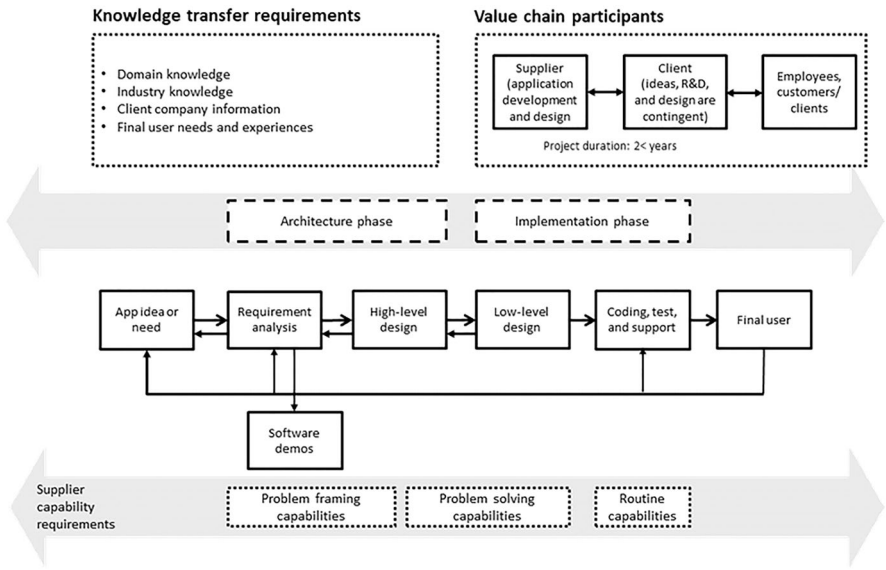 Knowledge transfer requirements
• Domain knowledge
• Industry knowledge
• Client company information
• Final user needs and experiences
Value chain participants
Supplier
(application
development
and design
Client
(ideas, R&D,
and design are
contingent)
Employees,
customers/
clients
Project duration: 2< years
Architecture phase
Implementation phase
App idea or
need
Requirement
analysis
High-level
design
Low-level
design
Coding, test,
and support
Final user
Software
demos
Supplier
capability
requirements
Problem framing
capabilities
Problem solving
capabilities
Routine
capabilities